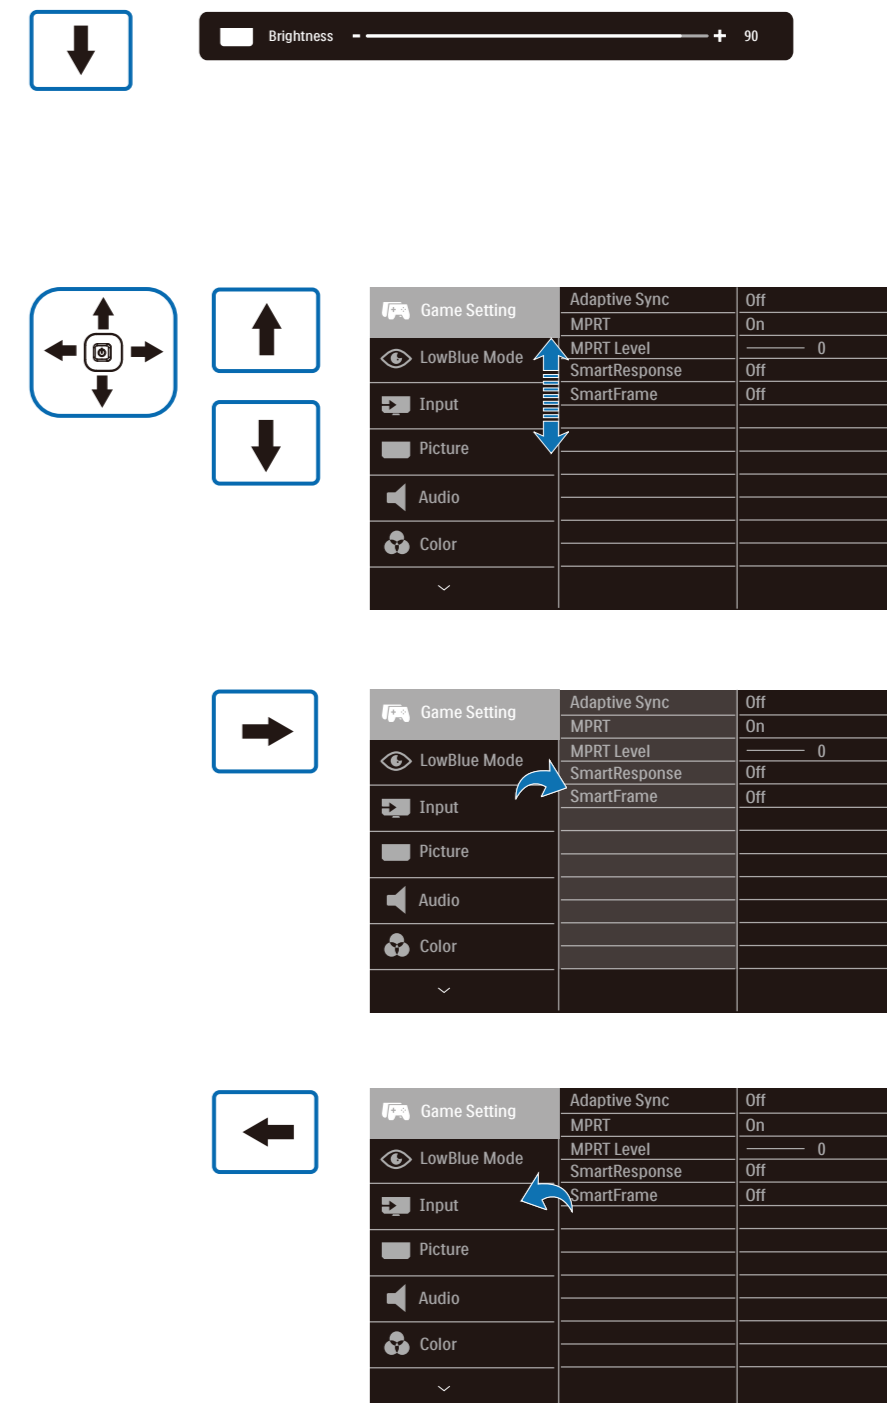 Brightness - + 90
Game Setting
LowBlue Mode
Input
Picture
Audio
Color
Adaptive Sync Off
MPRT On
MPRT Level 0
SmartResponse Off
SmartFrame Off
Game Setting
LowBlue Mode
Input
Picture
Audio
Color
Adaptive Sync Off
MPRT On
MPRT Level 0
SmartResponse Off
SmartFrame Off
Game Setting
LowBlue Mode
Input
Picture
Audio
Color
Adaptive Sync Off
MPRT On
MPRT Level 0
SmartResponse Off
SmartFrame Off